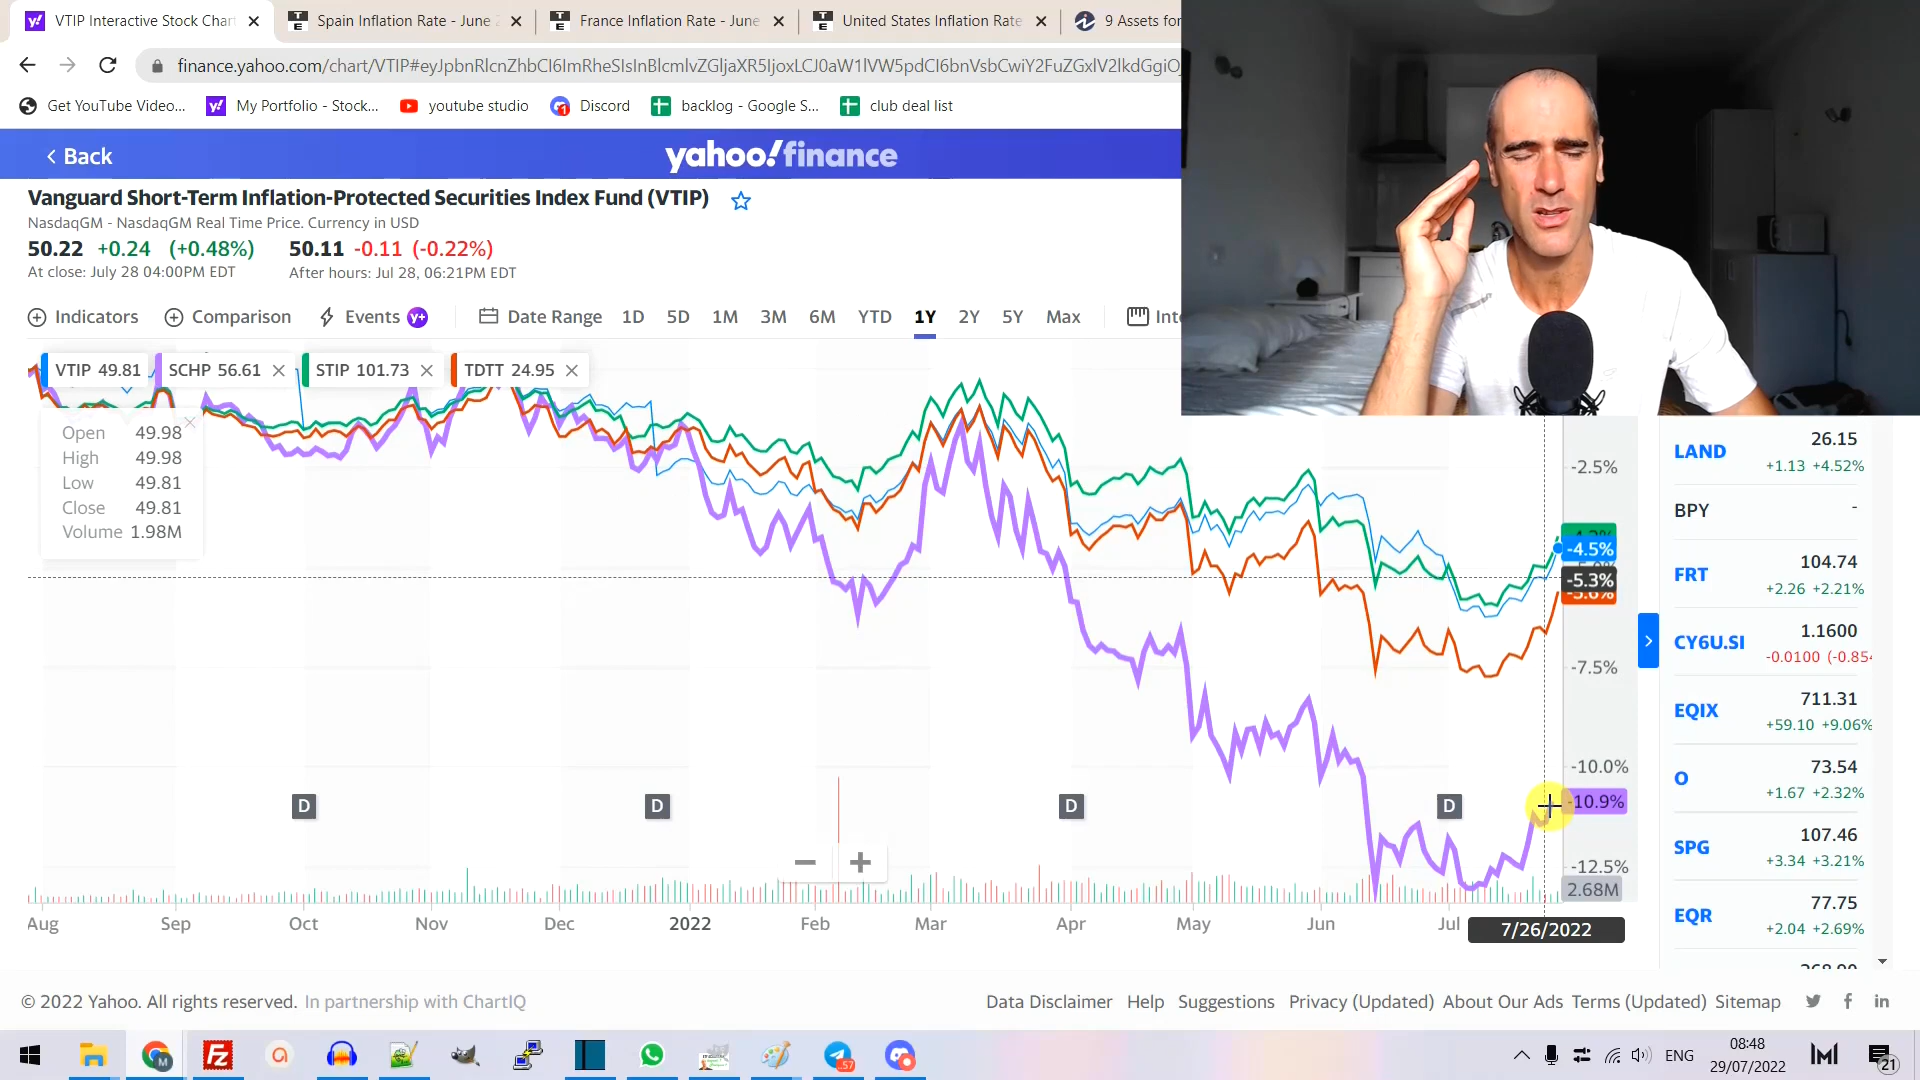 VTIP Interactive Stock Chart
Spain Inflation Rate - June 2
France Inflation Rate - June
United States Inflation Rate
9 Assets for
Get YouTube Video...
My Portfolio - Stock...
youtube studio
Discord
backlog - Google S...
club deal list
< Back
yahoo!finance
Vanguard Short-Term Inflation-Protected Securities Index Fund (VTIP)
NasdaqGM - NasdaqGM Real Time Price. Currency in USD
50.22 +0.24 (+0.48%) 50.11 -0.11 (-0.22%)
At close: July 28 04:00PM EDT After hours: Jul 28, 06:21PM EDT
Indicators Comparison Events y+ Date Range 1D 5D 1M 3M 6M YTD 1Y 2Y 5Y Max Inte
VTIP 49.81 SCHP 56.61 STIP 101.73 TDTT 24.95
Open 49.98
High 49.98
Low 49.81
Close 49.81
Volume 1.98M
-2.5%
-4.5%
-5.3%
-5.6%
-7.5%
-10.0%
-10.9%
-12.5%
2.68M
D D D D
Aug Sep Oct Nov Dec 2022 Feb Mar Apr May Jun Jul 7/26/2022
LAND 26.15
+1.13 +4.52%
BPY -
FRT 104.74
+2.26 +2.21%
CY6U.SI 1.1600
-0.0100 (-0.854
EQIX 711.31
+59.10 +9.06%
O 73.54
+1.67 +2.32%
SPG 107.46
+3.34 +3.21%
EQR 77.75
+2.04 +2.69%
© 2022 Yahoo. All rights reserved. In partnership with ChartIQ
Data Disclaimer Help Suggestions Privacy (Updated) About Our Ads Terms (Updated) Sitemap
57
ENG
08:48
29/07/2022
21